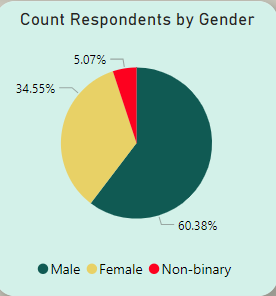 Count Respondents by Gender
5.07%
34.55%
60.38%
Male Female Non-binary